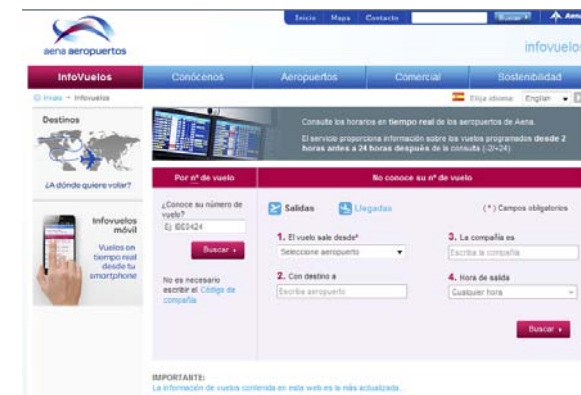 Inicio Mapa Contacto Buscar Aena
aena aeropuertos
infovuelos
InfoVuelos Conócenos Aeropuertos Comercial Sostenibilidad
Inicio Infovuelos
Elija idioma: English
Destinos
¿A dónde quiere volar?
Infovuelos
móvil
Vuelos en
tiempo real
desde tu
smartphone
Consulte los horarios en tiempo real de los aeropuertos de Aena.
El servicio proporciona información sobre los vuelos programados desde 2
horas antes a 24 horas después de la consulta (-2/+24)
Por nº de vuelo
No conoce su nº de vuelo
¿Conoce su número de
vuelo?
Ej: IBE0424
Buscar
No es necesario
escribir el Código de
compañía
Salidas Llegadas
(*) Campos obligatorios
1. El vuelo sale desde*
Seleccione aeropuerto
2. Con destino a
Escriba aeropuerto
3. La compañía es
Escriba la compañía
4. Hora de salida
Cualquier hora
Buscar
IMPORTANTE:
La información de vuelos contenida en esta web es la más actualizada